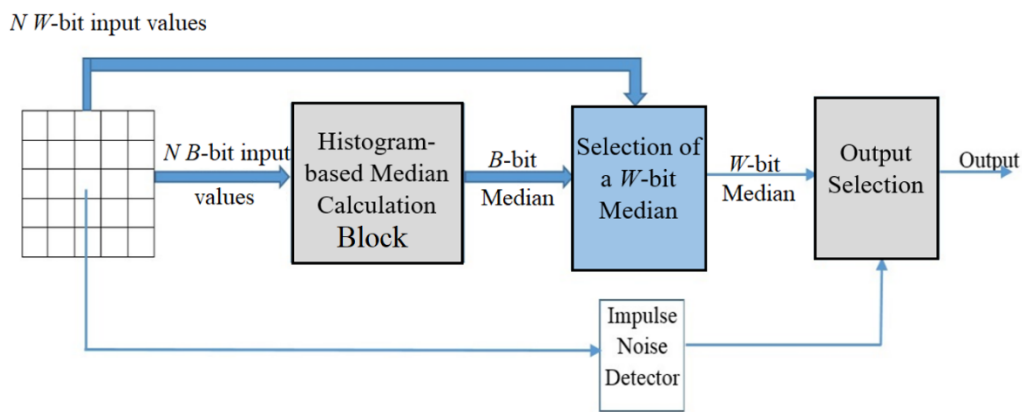 N W-bit input values
N B-bit input
values
Histogram-
based Median
Calculation
Block
B-bit
Median
Selection of
a W-bit
Median
W-bit
Median
Output
Selection
Output
Impulse
Noise
Detector